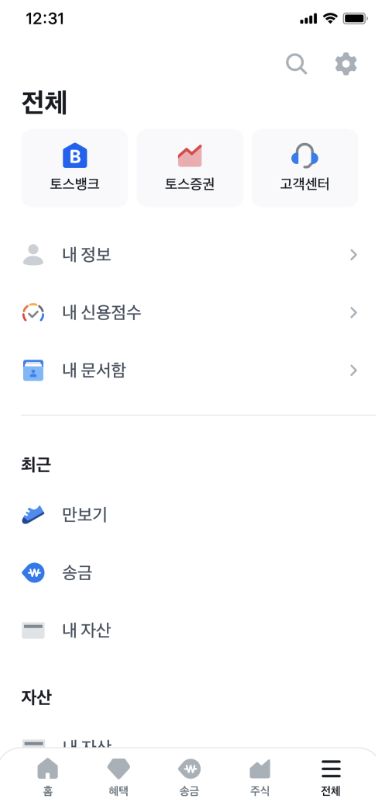 12:31
전체
토스뱅크 토스증권 고객센터
내 정보
내 신용점수
내 문서함
최근
만보기
송금
내 자산
자산
내 자산
홈 혜택 송금 주식 전체